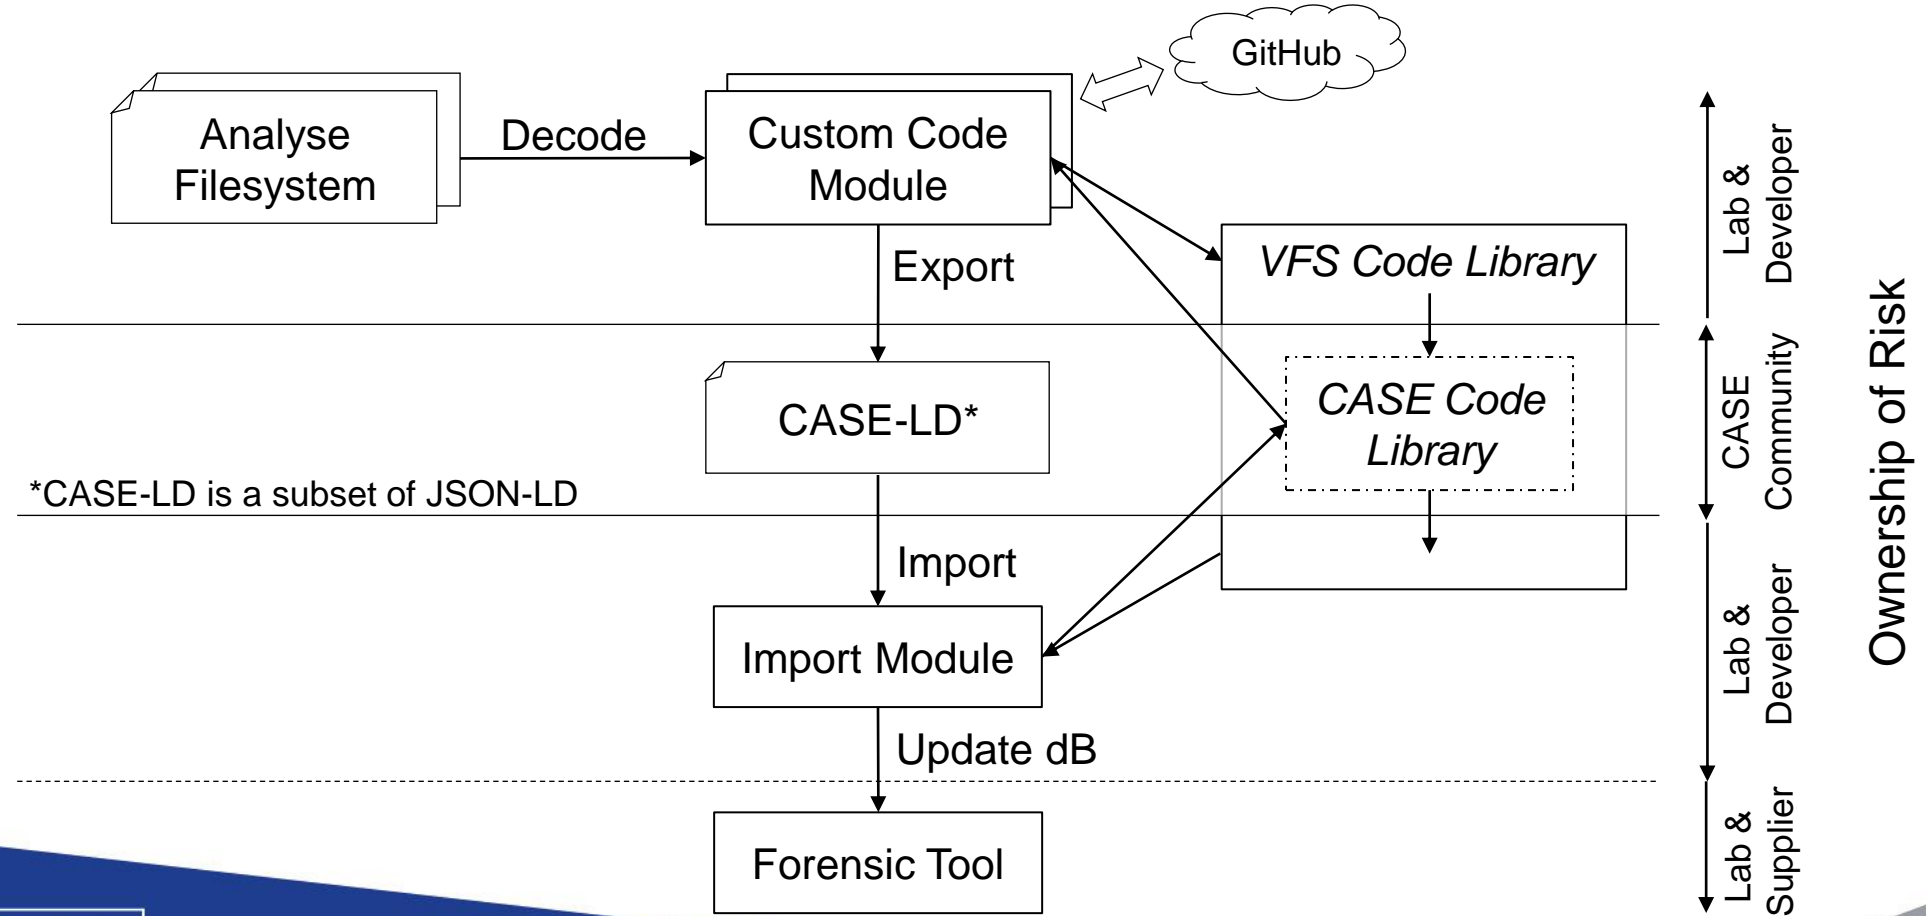 GitHub
Analyse
Filesystem
Decode
Custom Code
Module
Lab &
Developer
Export
VFS Code Library
CASE-LD*
CASE Code
Library
CASE
Community
Ownership of Risk
*CASE-LD is a subset of JSON-LD
Import
Import Module
Lab &
Developer
Update dB
Forensic Tool
Lab &
Supplier